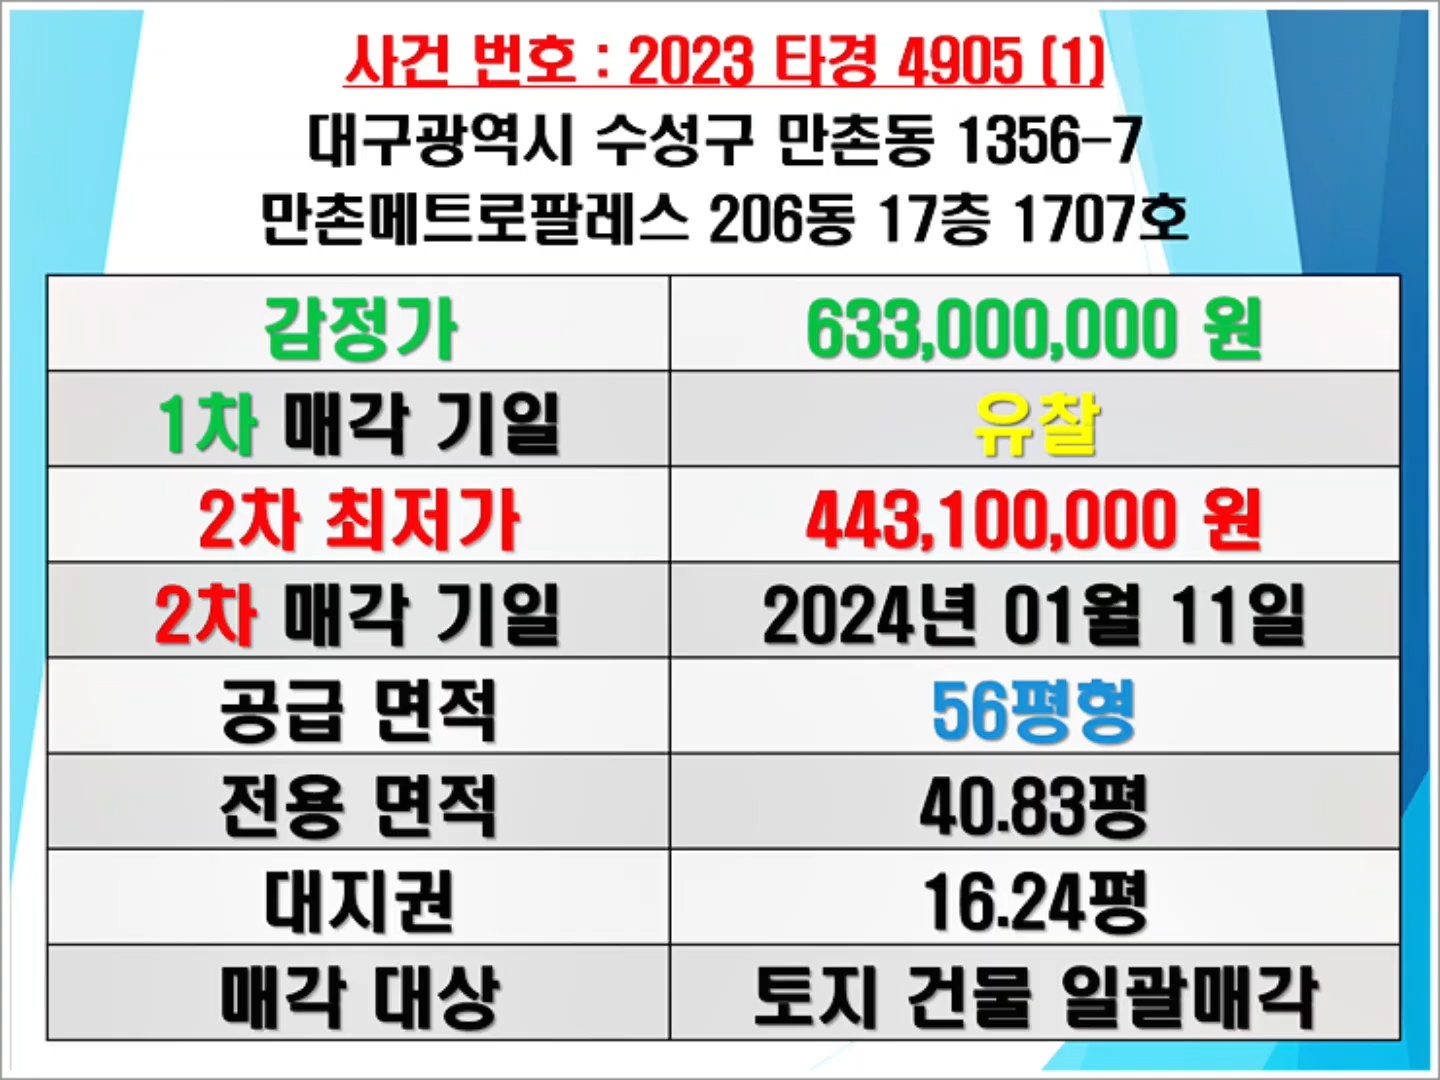 사건 번호 : 2023 타경 4905 (1)
대구광역시 수성구 만촌동 1356-7
만촌메트로팔레스 206동 17층 1707호
감정가 633,000,000 원
1차 매각 기일 유찰
2차 최저가 443,100,000 원
2차 매각 기일 2024년 01월 11일
공급 면적 56평형
전용 면적 40.83평
대지권 16.24평
매각 대상 토지 건물 일괄매각